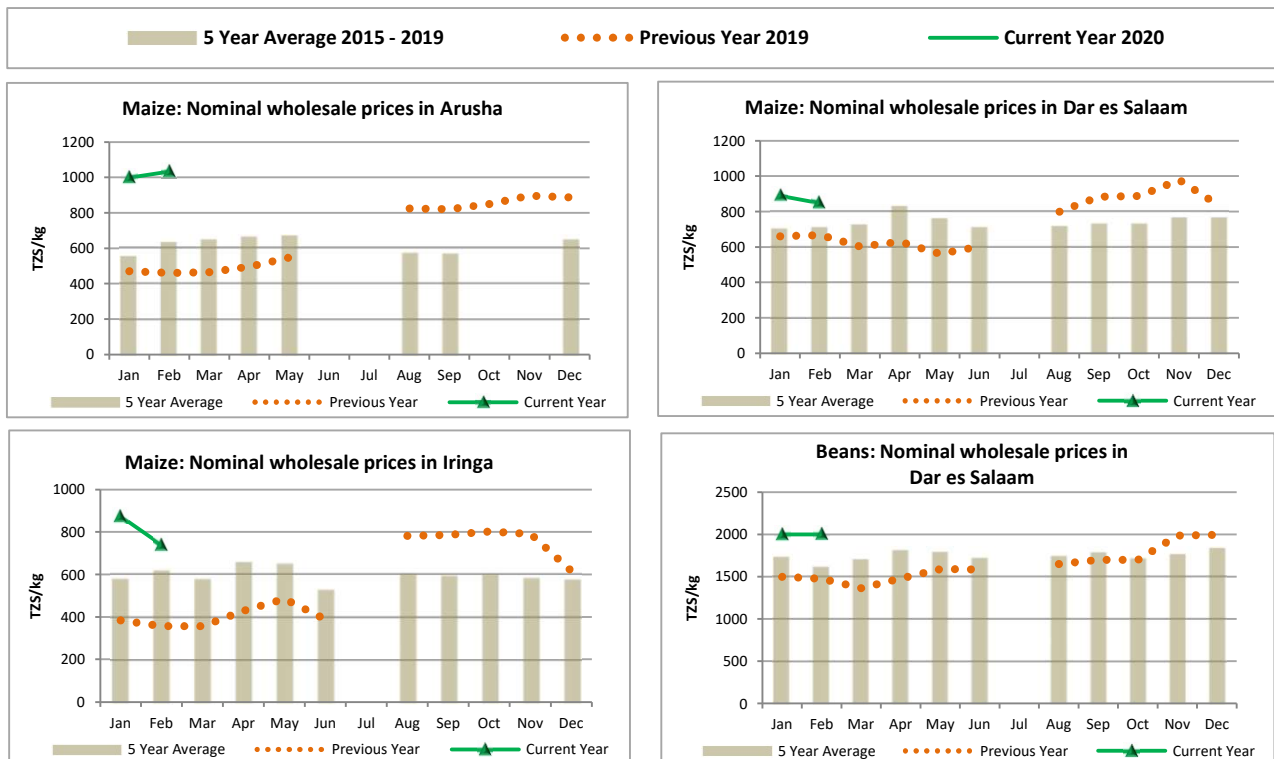 5 Year Average 2015 - 2019 Previous Year 2019 Current Year 2020
Maize: Nominal wholesale prices in Arusha
TZS/kg
1200
1000
800
600
400
200
0
Jan Feb Mar Apr May Jun Jul Aug Sep Oct Nov Dec
5 Year Average Previous Year Current Year
Maize: Nominal wholesale prices in Dar es Salaam
TZS/kg
1200
1000
800
600
400
200
0
Jan Feb Mar Apr May Jun Jul Aug Sep Oct Nov Dec
5 Year Average Previous Year Current Year
Maize: Nominal wholesale prices in Iringa
TZS/kg
1000
800
600
400
200
0
Jan Feb Mar Apr May Jun Jul Aug Sep Oct Nov Dec
5 Year Average Previous Year Current Year
Beans: Nominal wholesale prices in
Dar es Salaam
TZS/kg
2500
2000
1500
1000
500
0
Jan Feb Mar Apr May Jun Jul Aug Sep Oct Nov Dec
5 Year Average Previous Year Current Year